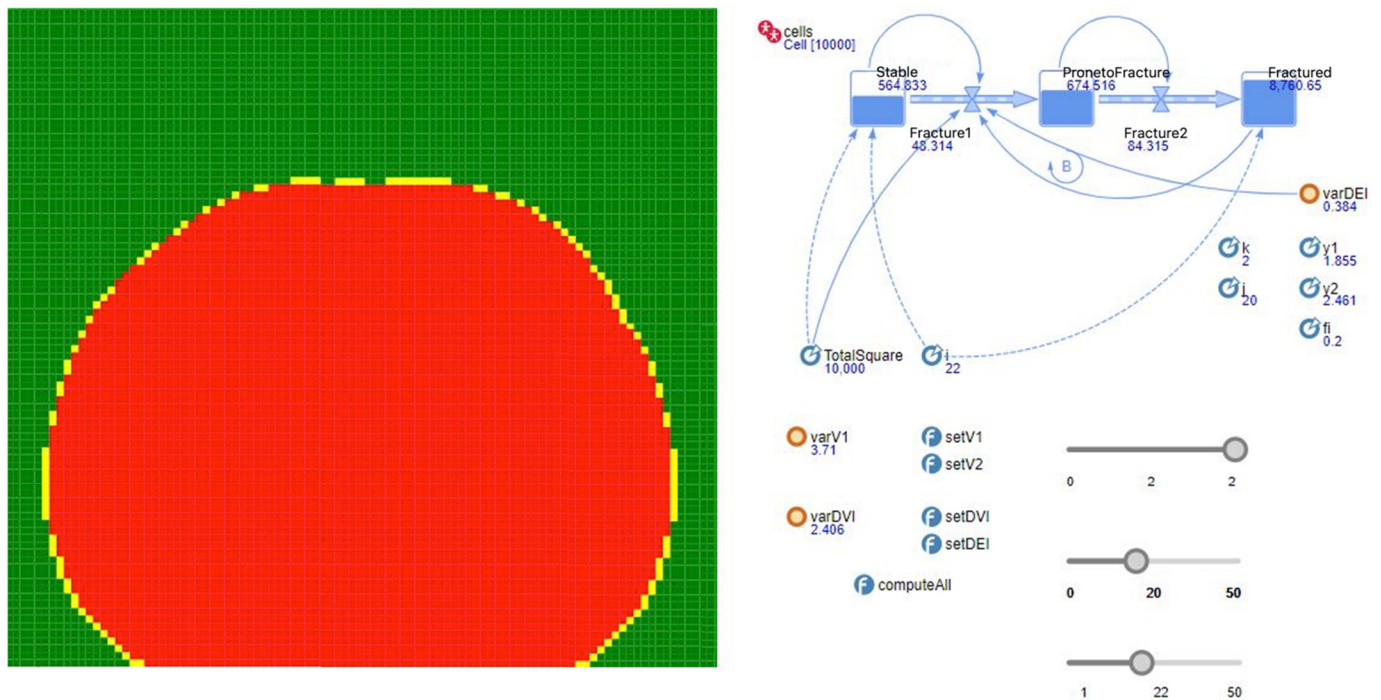 cells
Cell [10000]
Stable
564.833
PronetoFracture
674.516
Fractured
8,760.65
Fracture1
48.314
Fracture2
84.315
B
varDEI
0.384
k
2
y1
1.855
j
20
y2
2.461
fi
0.2
TotalSquare
10,000
i
22
varV1
3.71
F setV1
F setV2
0 2 2
varDVI
2.406
F setDVI
F setDEI
F computeAll
0 20 50
1 22 50